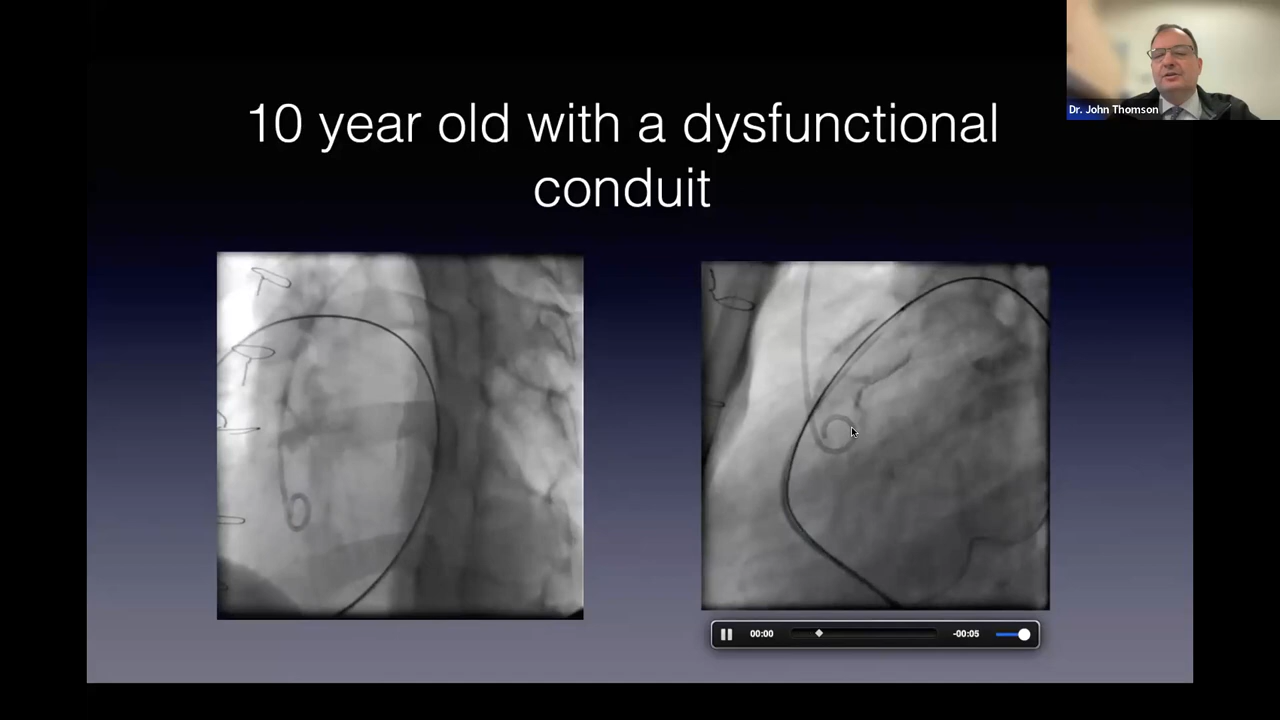 10 year old with a dysfunctional
conduit
Dr. John Thomson
00:00
-00:05